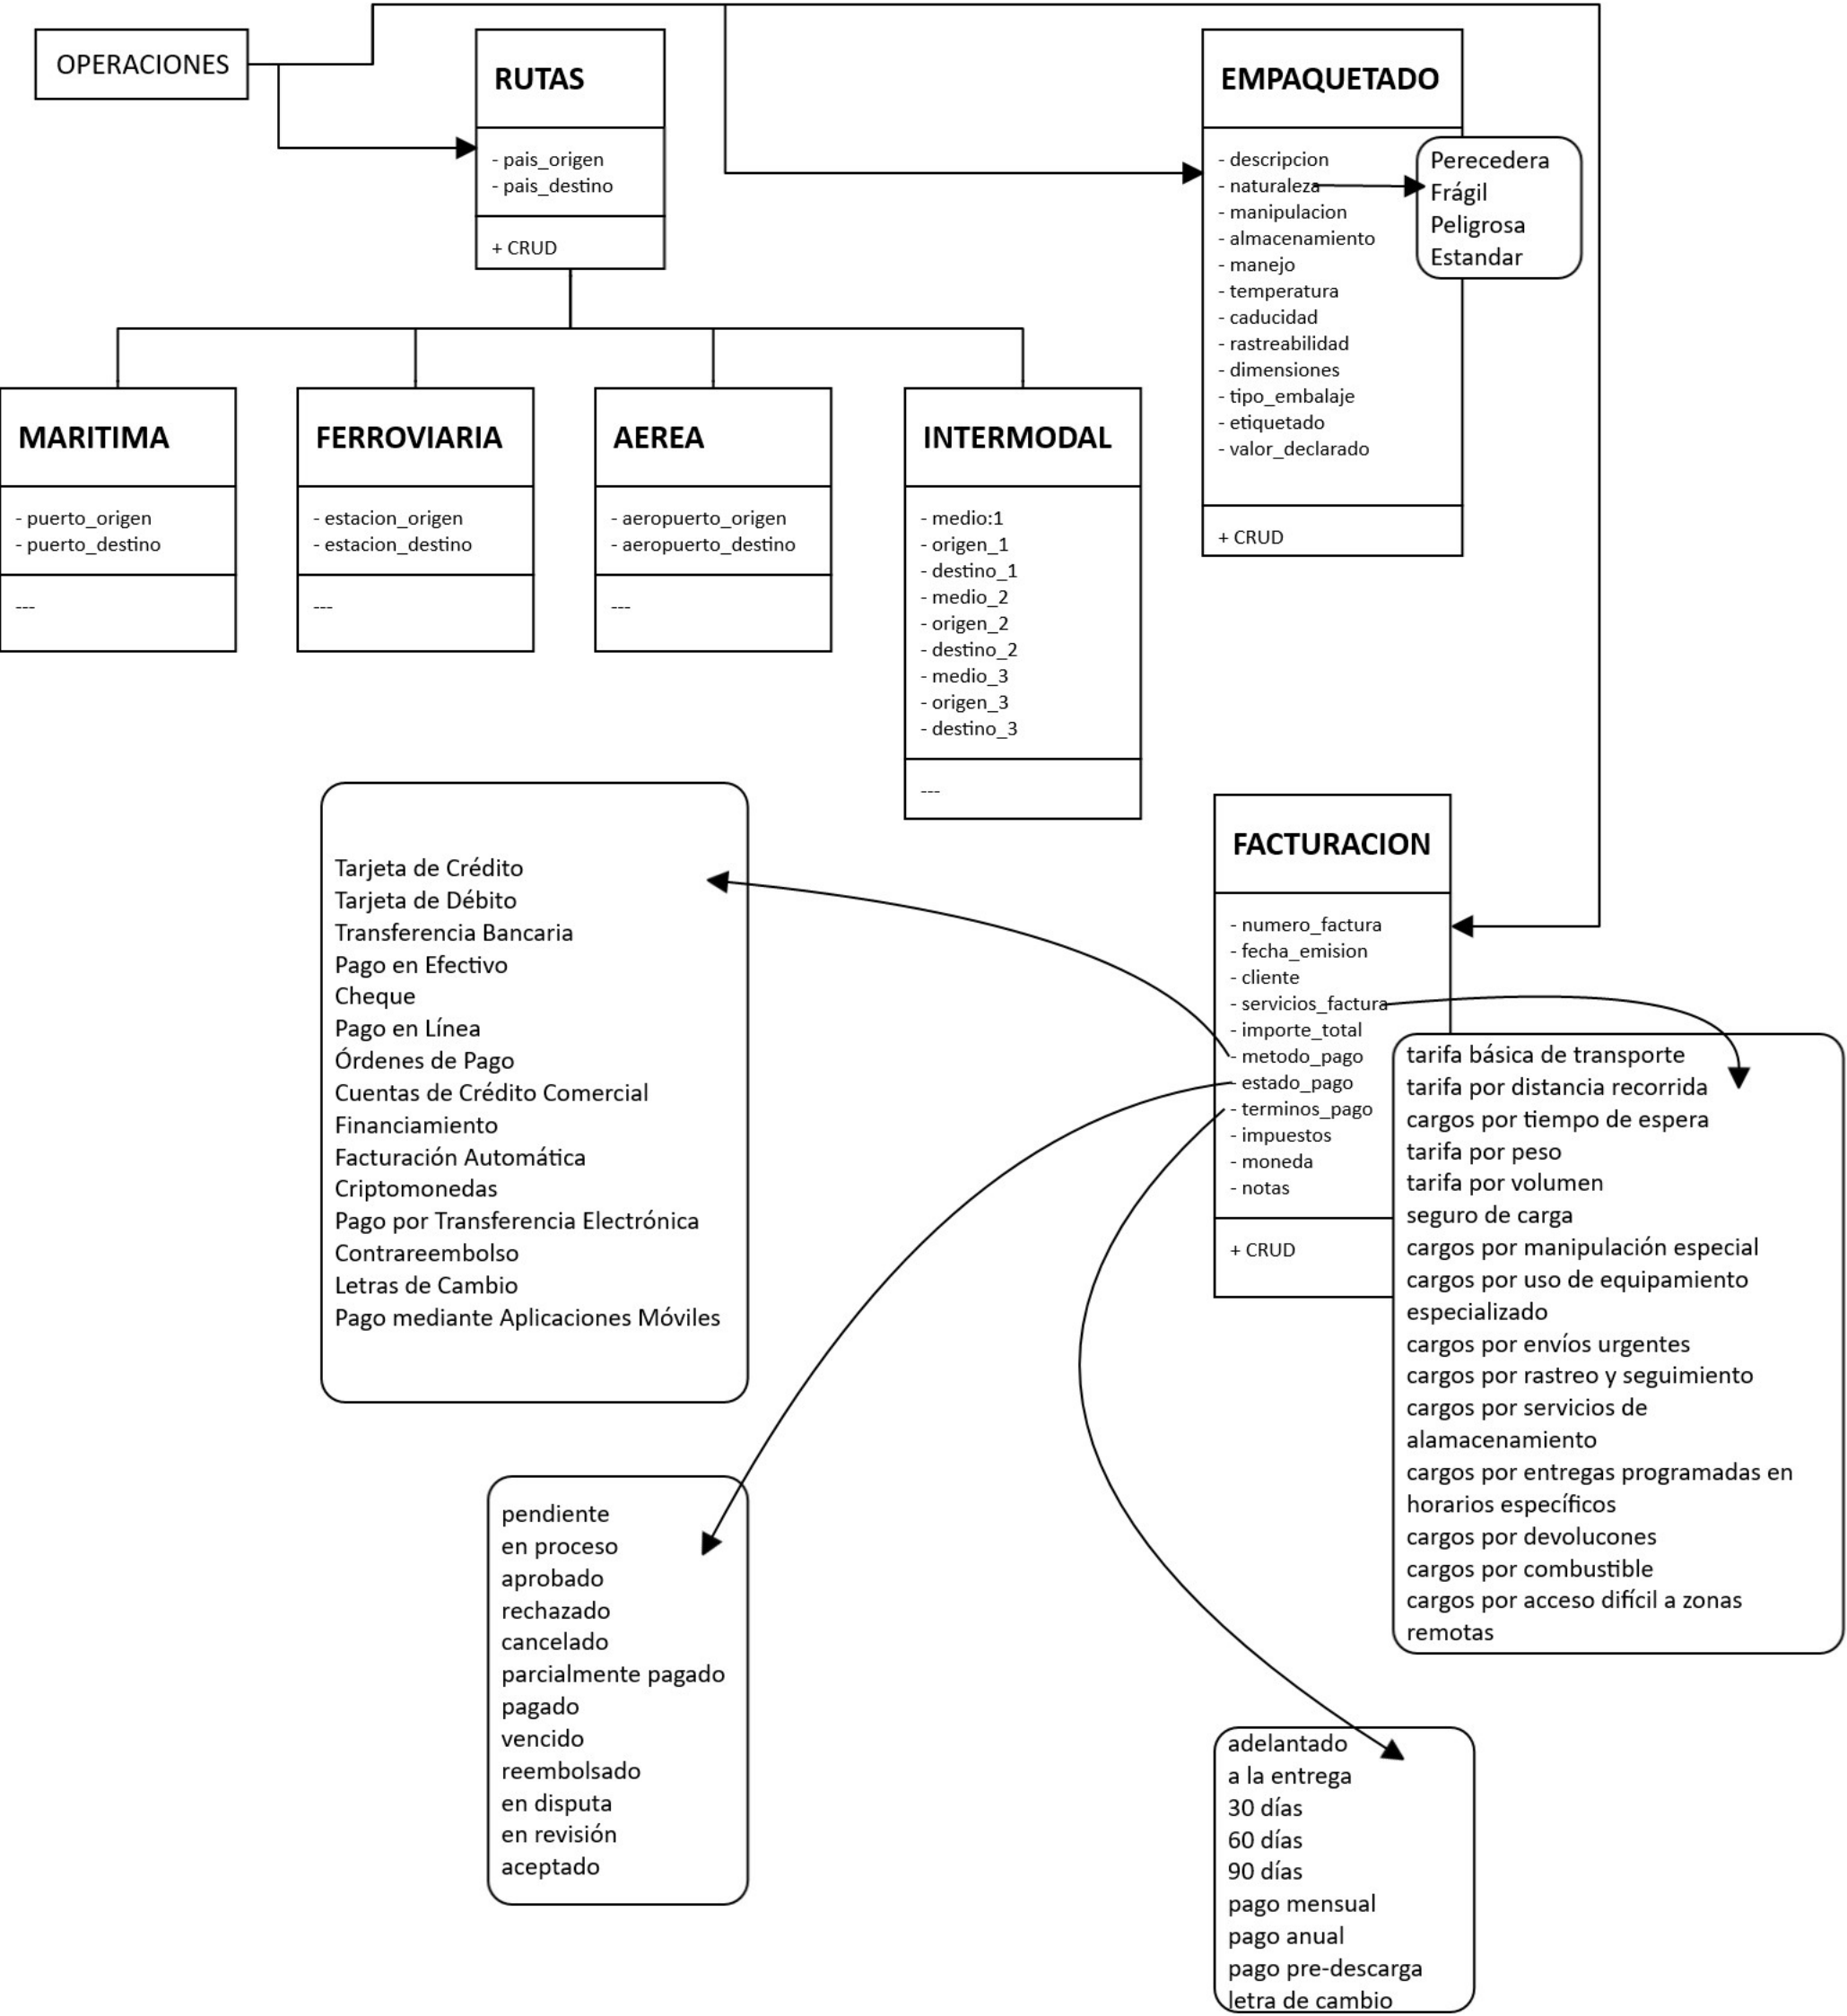 OPERACIONES
RUTAS
- pais_origen
- pais_destino
+ CRUD
EMPAQUETADO
- descripcion
- naturaleza
- manipulacion
- almacenamiento
- manejo
- temperatura
- caducidad
- rastreabilidad
- dimensiones
- tipo_embalaje
- etiquetado
- valor_declarado
+ CRUD
Perecedera
Frágil
Peligrosa
Estandar
MARITIMA
- puerto_origen
- puerto_destino
---
FERROVIARIA
- estacion_origen
- estacion_destino
---
AEREA
- aeropuerto_origen
- aeropuerto_destino
---
INTERMODAL
- medio:1
- origen_1
- destino_1
- medio_2
- origen_2
- destino_2
- medio_3
- origen_3
- destino_3
---
Tarjeta de Crédito
Tarjeta de Débito
Transferencia Bancaria
Pago en Efectivo
Cheque
Pago en Línea
Órdenes de Pago
Cuentas de Crédito Comercial
Financiamiento
Facturación Automática
Criptomonedas
Pago por Transferencia Electrónica
Contrareembolso
Letras de Cambio
Pago mediante Aplicaciones Móviles
FACTURACION
- numero_factura
- fecha_emision
- cliente
- servicios_factura
- importe_total
- metodo_pago
- estado_pago
- terminos_pago
- impuestos
- moneda
- notas
+ CRUD
tarifa básica de transporte
tarifa por distancia recorrida
cargos por tiempo de espera
tarifa por peso
tarifa por volumen
seguro de carga
cargos por manipulación especial
cargos por uso de equipamiento
especializado
cargos por envíos urgentes
cargos por rastreo y seguimiento
cargos por servicios de
alamacenamiento
cargos por entregas programadas en
horarios específicos
cargos por devolucones
cargos por combustible
cargos por acceso difícil a zonas
remotas
pendiente
en proceso
aprobado
rechazado
cancelado
parcialmente pagado
pagado
vencido
reembolsado
en disputa
en revisión
aceptado
adelantado
a la entrega
30 días
60 días
90 días
pago mensual
pago anual
pago pre-descarga
letra de cambio